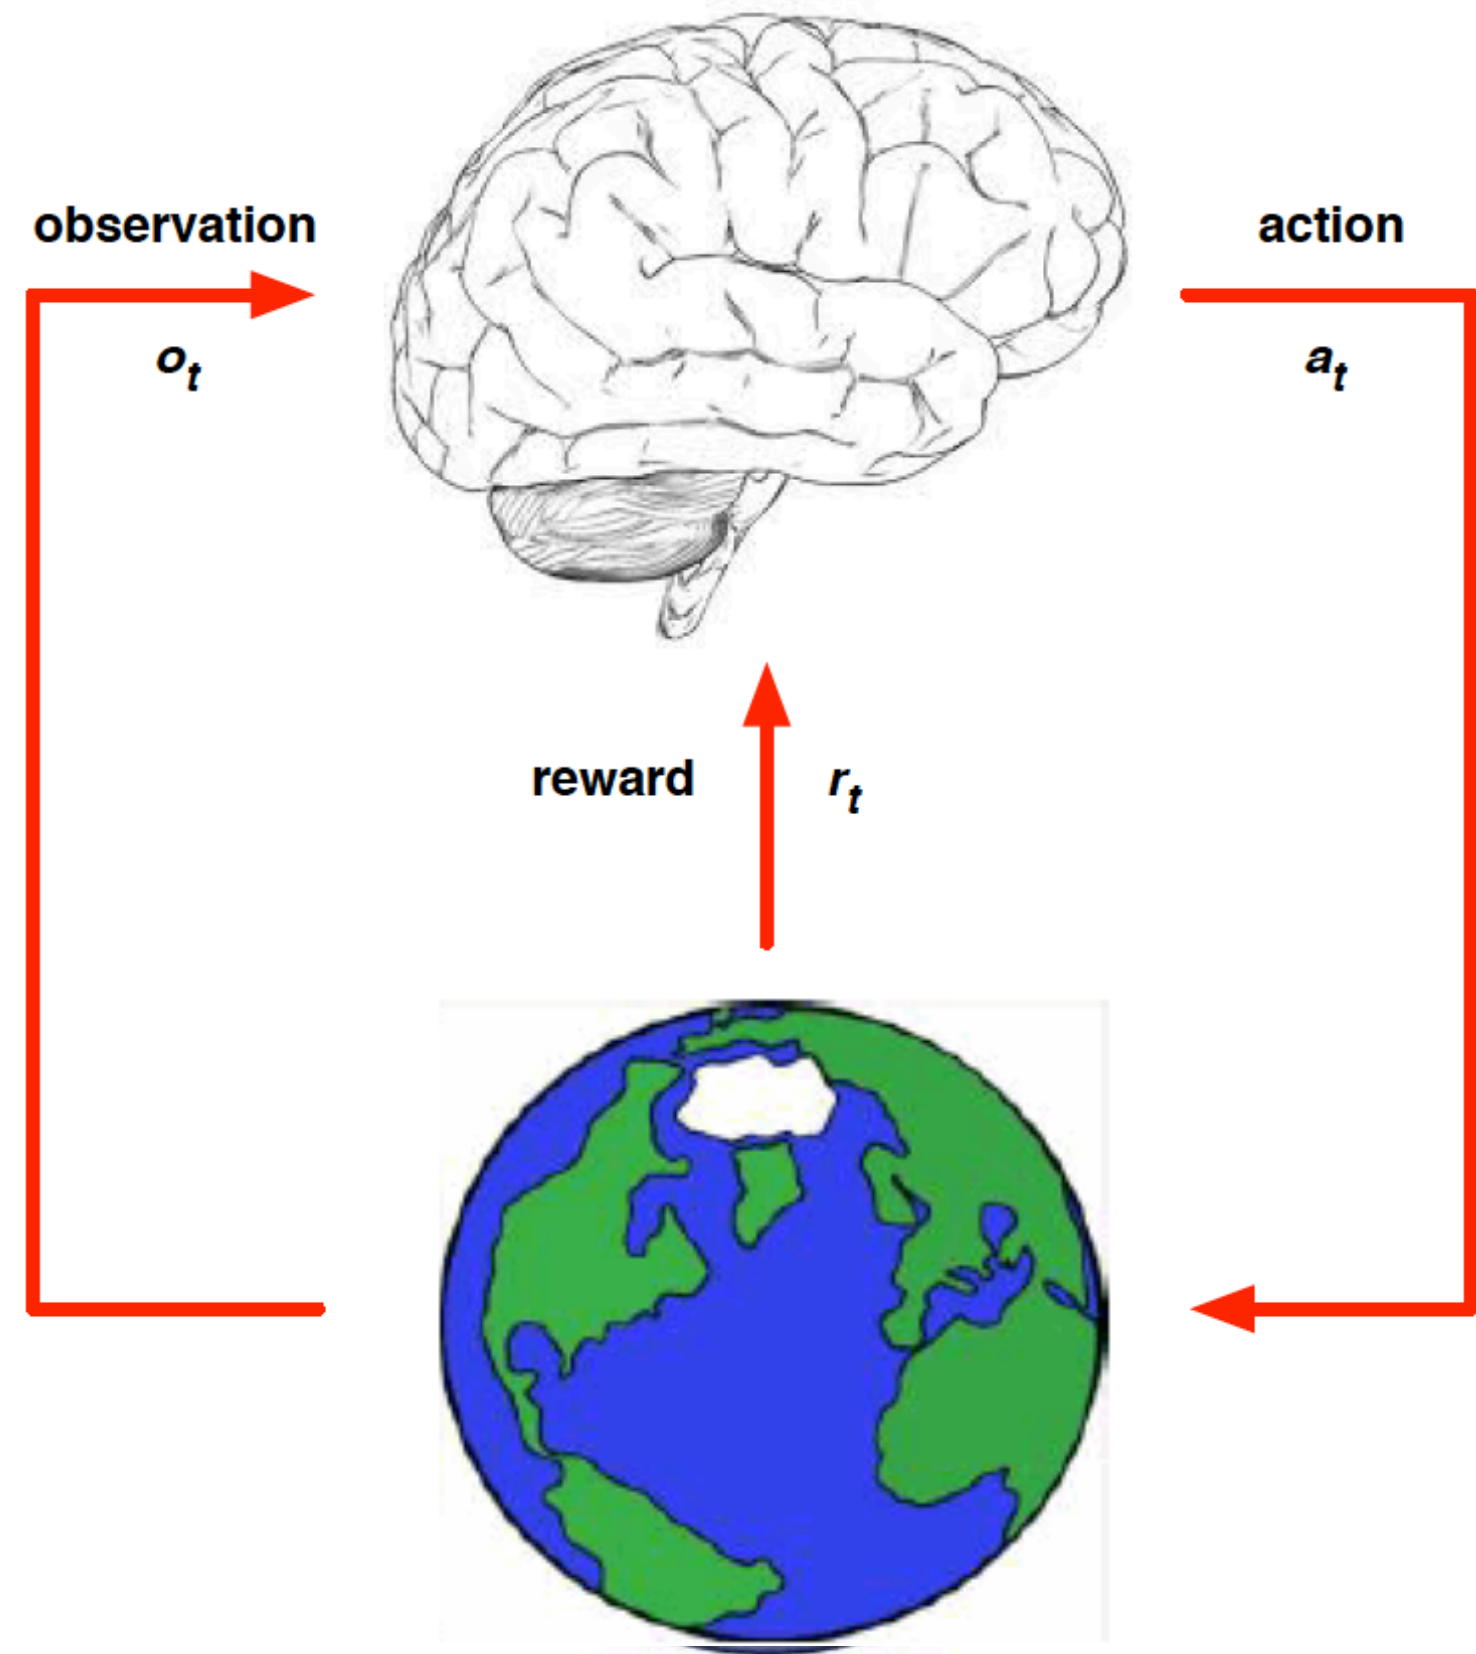 observation
o_t
action
a_t
reward
r_t